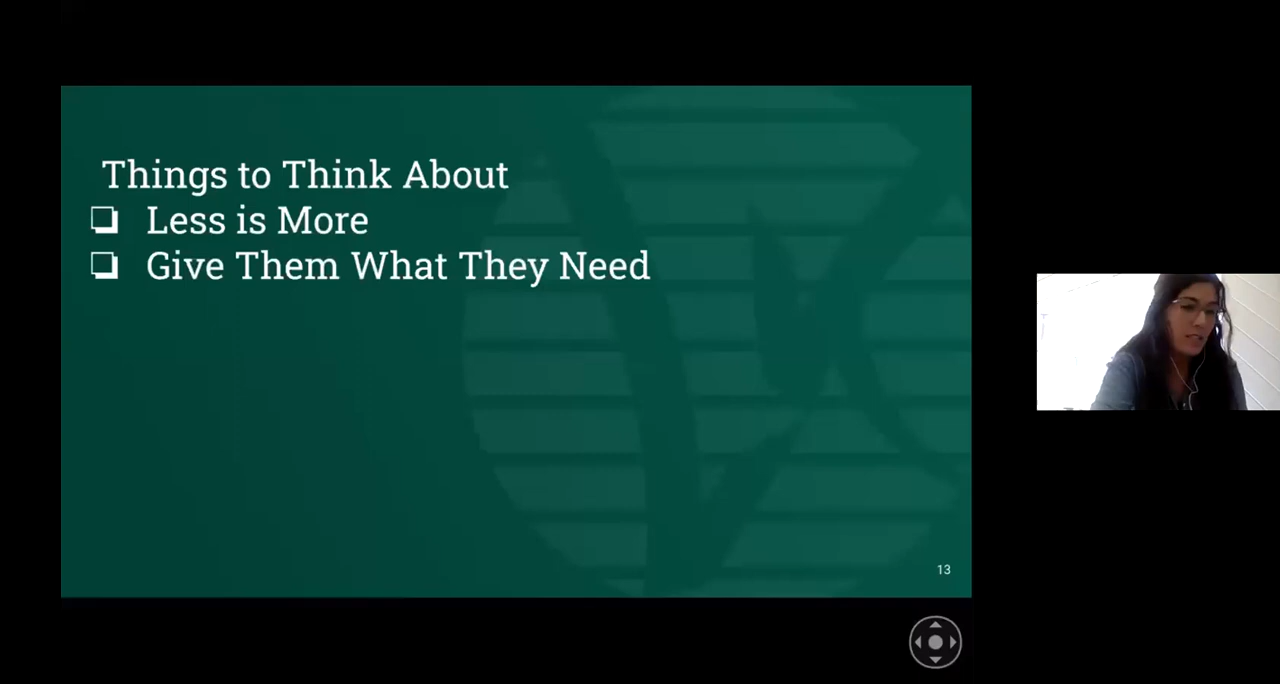 Things to Think About
❏ Less is More
❏ Give Them What They Need
13